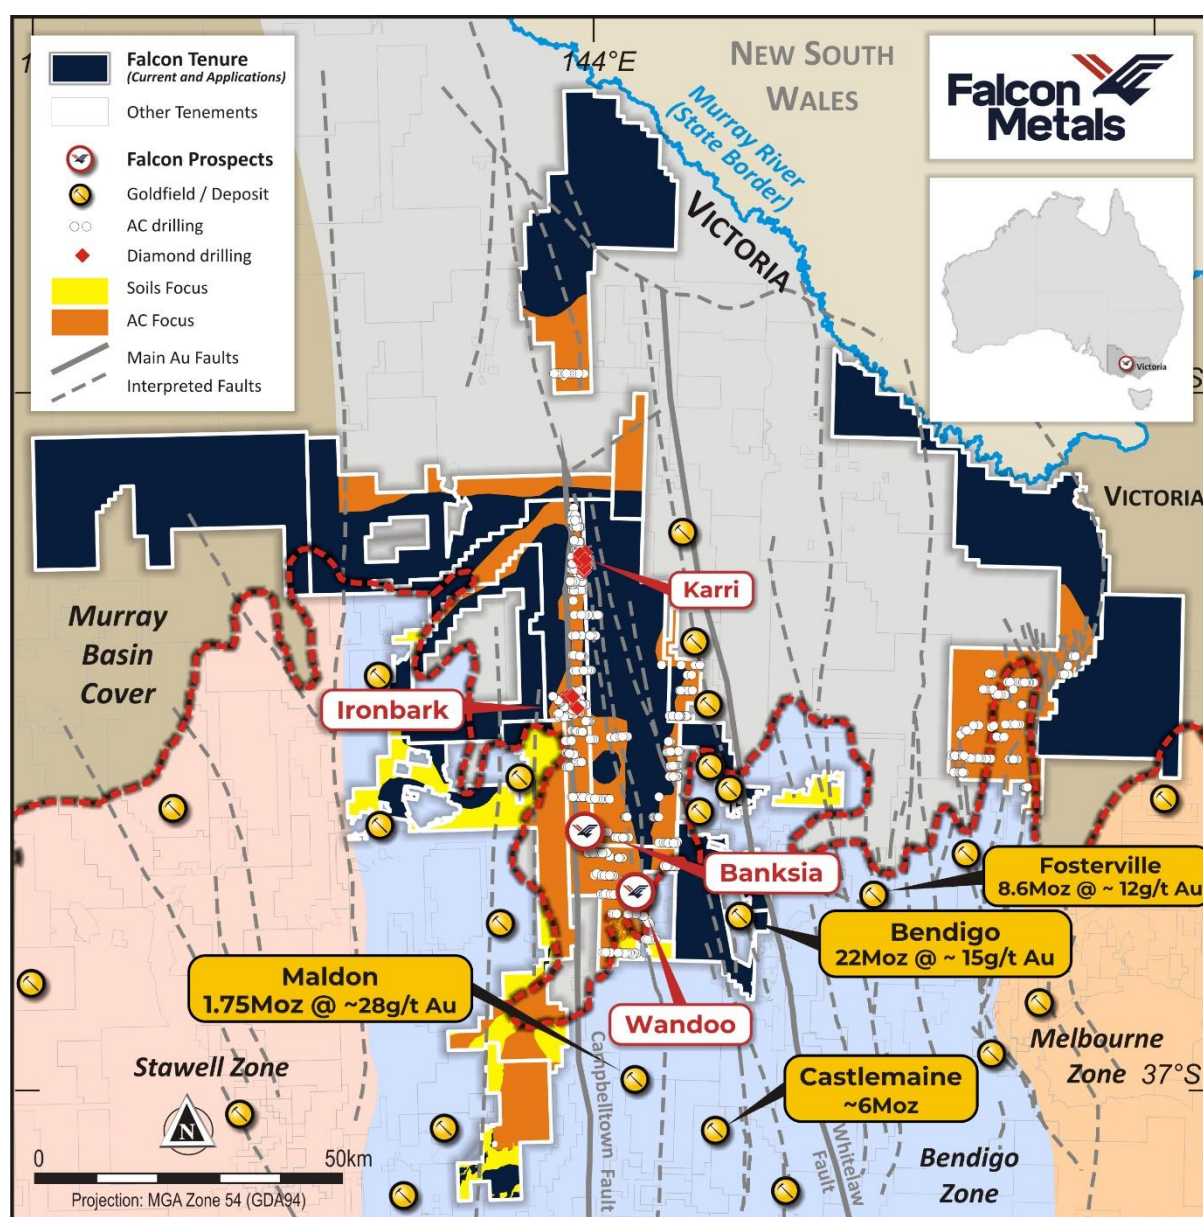 Falcon Tenure
(Current and Applications)
Other Tenements
Falcon Prospects
Goldfield / Deposit
AC drilling
Diamond drilling
Soils Focus
AC Focus
Main Au Faults
Interpreted Faults
144°E
NEW SOUTH
WALES
Murray River
(State Border)
VICTORIA
Falcon
Metals
Victoria
S
VICTORIA
Karri
Murray
Basin
Cover
Ironbark
Banksia
Fosterville
8.6Moz @ ~ 12g/t Au
Bendigo
22Moz @ ~ 15g/t Au
Maldon
1.75Moz @ ~28g/t Au
Wandoo
Stawell Zone
Campbelltown Fault
Castlemaine
~6Moz
Melbourne
Zone
37°S
Whitelaw
Fault
Bendigo
Zone
N
0
50km
Projection: MGA Zone 54 (GDA94)